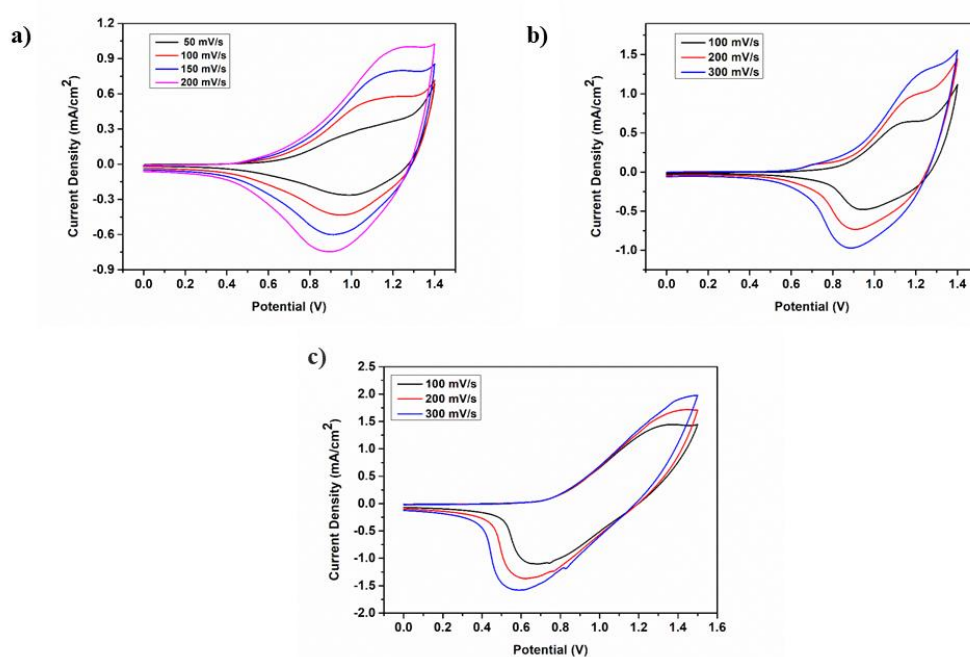 a)
50 mV/s
100 mV/s
150 mV/s
200 mV/s
Current Density (mA/cm²)
1.2
0.9
0.6
0.3
0.0
-0.3
-0.6
-0.9
0.0 0.2 0.4 0.6 0.8 1.0 1.2 1.4
Potential (V)
b)
100 mV/s
200 mV/s
300 mV/s
Current Density (mA/cm²)
1.5
1.0
0.5
0.0
-0.5
-1.0
0.0 0.2 0.4 0.6 0.8 1.0 1.2 1.4
Potential (V)
c)
100 mV/s
200 mV/s
300 mV/s
Current Density (mA/cm²)
2.5
2.0
1.5
1.0
0.5
0.0
-0.5
-1.0
-1.5
-2.0
0.0 0.2 0.4 0.6 0.8 1.0 1.2 1.4 1.6
Potential (V)